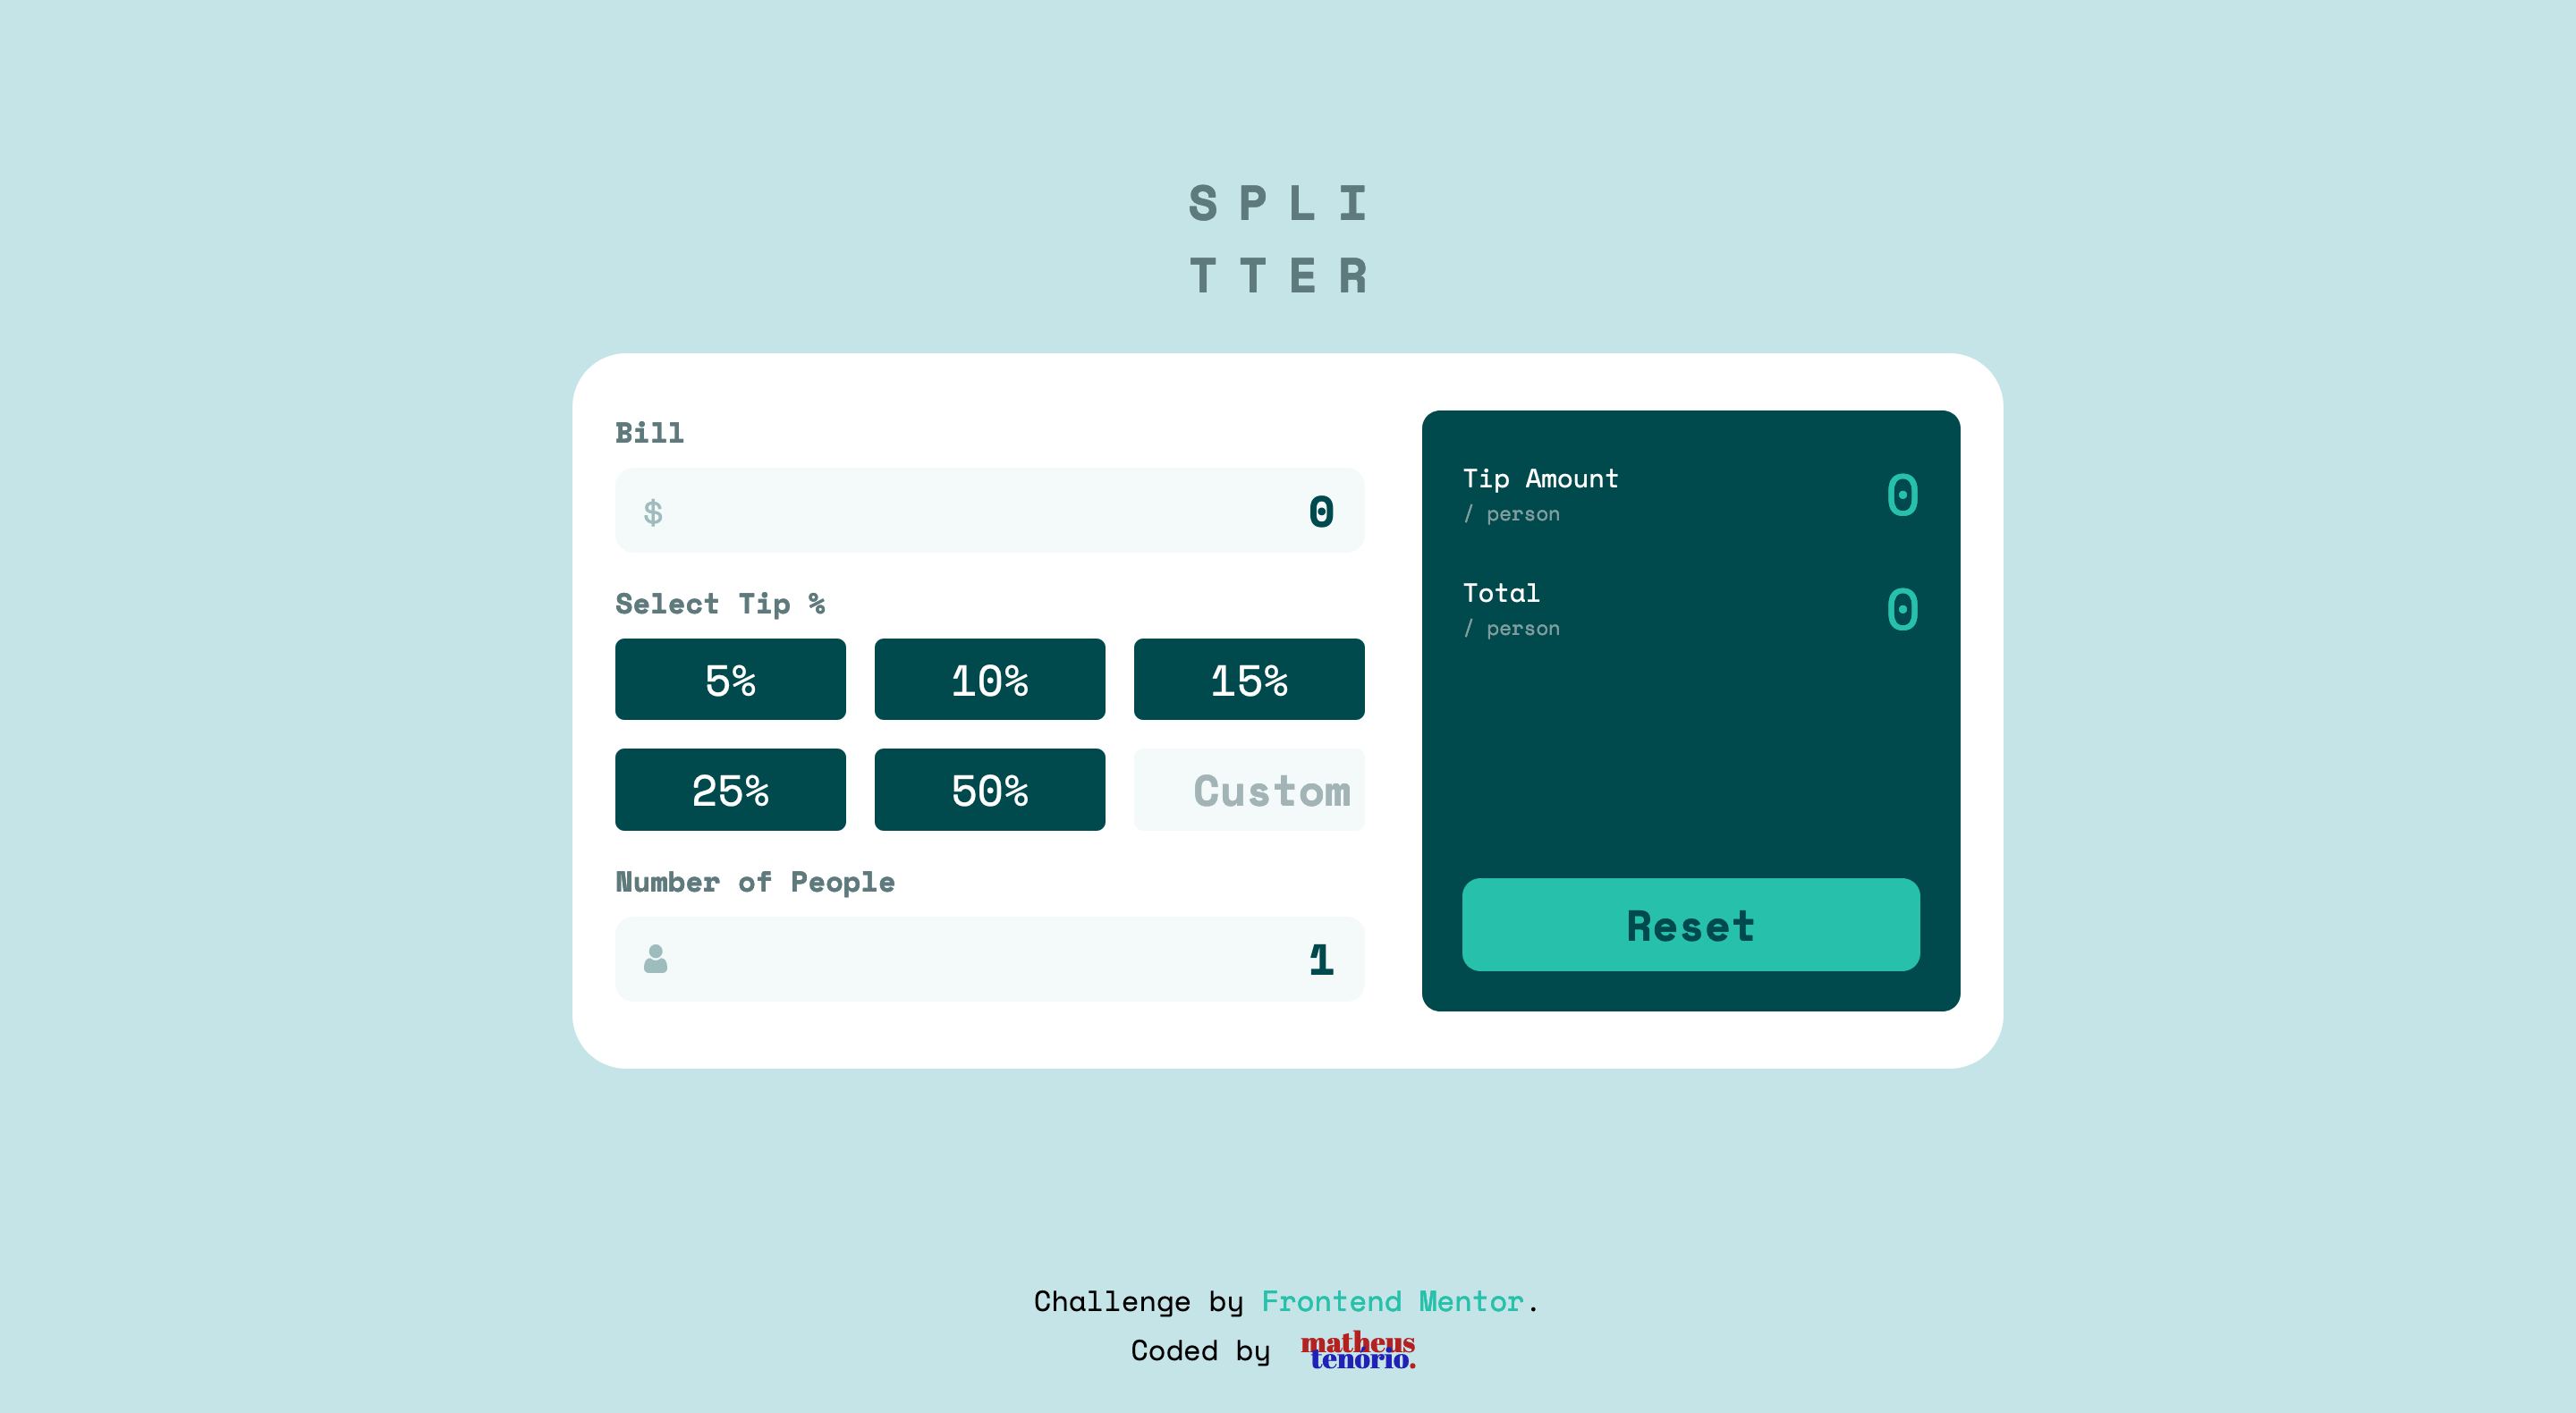 SPLI
TTER
Bill
$ 0
Select Tip %
5% 10% 15%
25% 50% Custom
Number of People
1
Tip Amount
/ person
0
Total
/ person
0
Reset
Challenge by Frontend Mentor.
Coded by matheus
tenório.